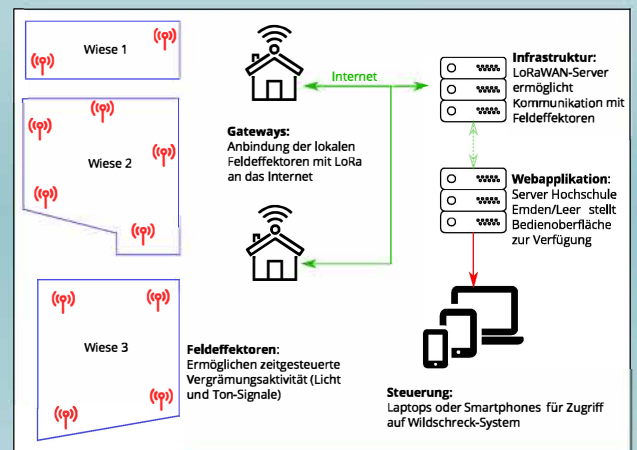 Wiese 1
Wiese 2
Wiese 3
Internet
Gateways:
Anbindung der lokalen
Feldeffektoren mit LoRa
an das Internet
Feldeffektoren:
Ermöglichen zeitgesteuerte
Vergrämungsaktivität (Licht
und Ton-Signale)
Infrastruktur:
LoRaWAN-Server
ermöglicht
Kommunikation mit
Feldeffektoren
Webapplikation:
Server Hochschule
Emden/Leer stellt
Bedienoberfläche
zur Verfügung
Steuerung:
Laptops oder Smartphones für Zugriff
auf Wildschreck-System